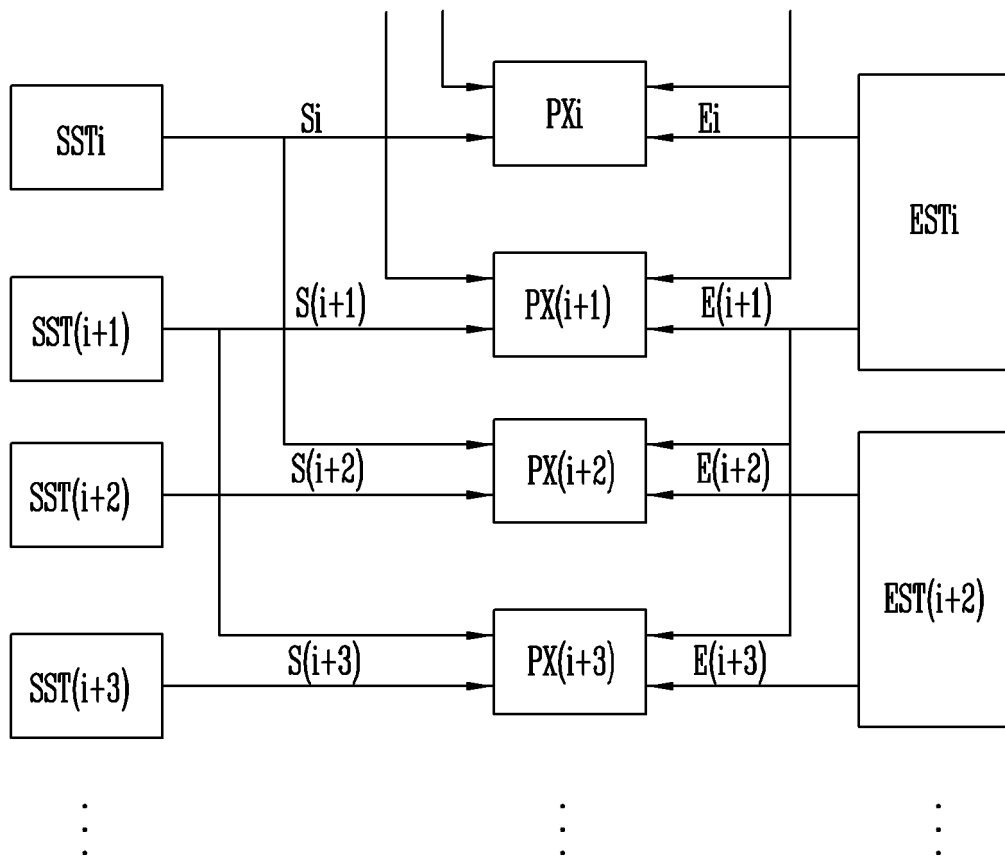 SSTi
Si
PXi
Ei
ESTi
SST(i+1)
S(i+1)
PX(i+1)
E(i+1)
SST(i+2)
S(i+2)
PX(i+2)
E(i+2)
EST(i+2)
SST(i+3)
S(i+3)
PX(i+3)
E(i+3)